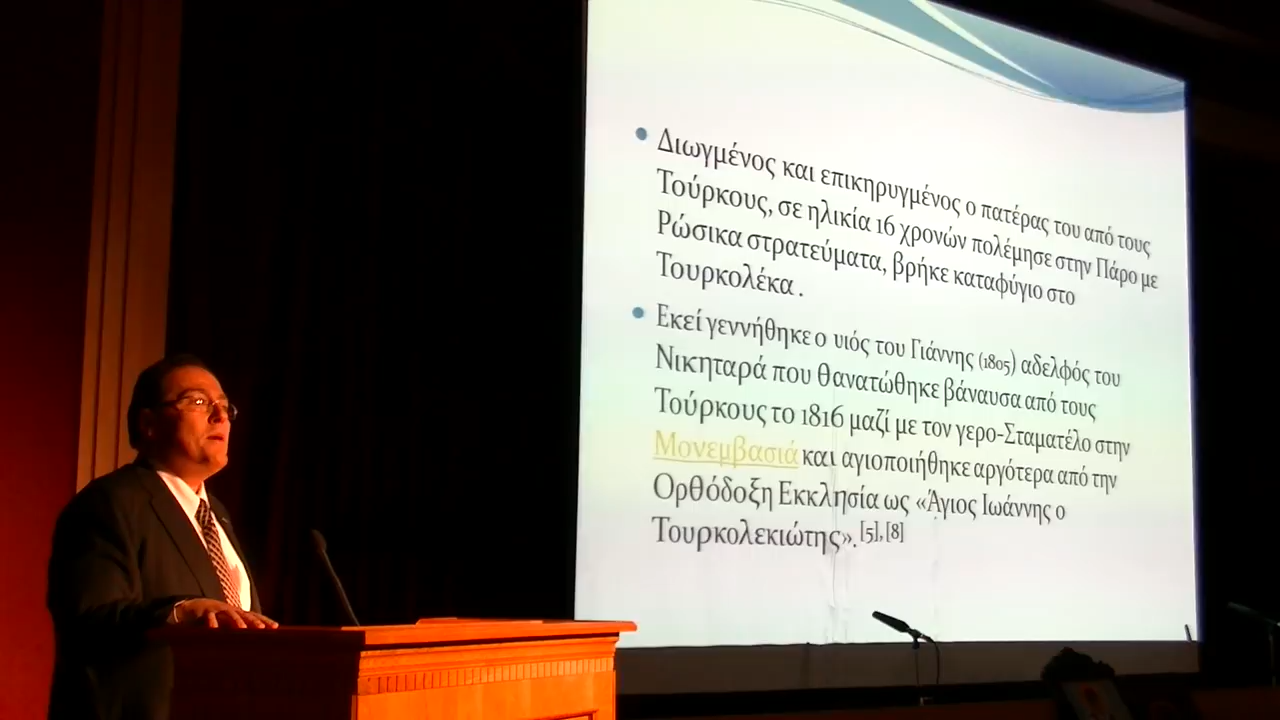 • Διωγμένος και επικηρυγμένος ο πατέρας του από τους
Τούρκους, σε ηλικία 16 χρονών πολέμησε στην Πάρο με
Ρώσικα στρατεύματα, βρήκε καταφύγιο στο
Τουρκολέκα .
• Εκεί γεννήθηκε ο υιός του Γιάννης (1805) αδελφός του
Νικηταρά που θανατώθηκε βάναυσα από τους
Τούρκους το 1816 μαζί με τον γερο-Σταματέλο στην
Μονεμβασιά και αγιοποιήθηκε αργότερα από την
Ορθόδοξη Εκκλησία ως «Άγιος Ιωάννης ο
Τουρκολεκιώτης». [5], [8]